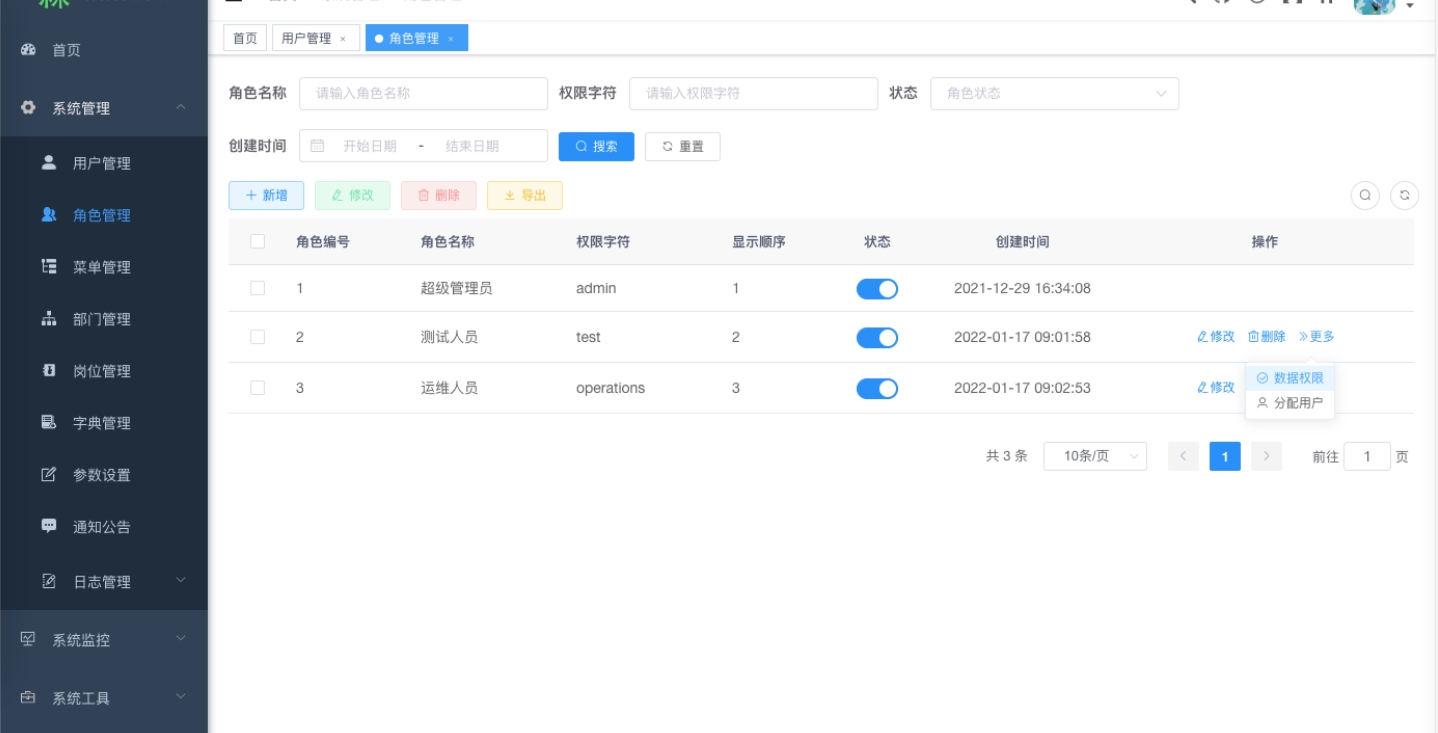 首页
系统管理
用户管理
角色管理
菜单管理
部门管理
岗位管理
字典管理
参数设置
通知公告
日志管理
系统监控
系统工具
首页 用户管理 × 角色管理 ×
角色名称 请输入角色名称 权限字符 请输入权限字符 状态 角色状态
创建时间 开始日期 - 结束日期 搜索 重置
新增 修改 删除 导出
角色编号 角色名称 权限字符 显示顺序 状态 创建时间 操作
1 超级管理员 admin 1 2021-12-29 16:34:08
2 测试人员 test 2 2022-01-17 09:01:58 修改 删除 更多
3 运维人员 operations 3 2022-01-17 09:02:53 修改
数据权限
分配用户
共 3 条 10条/页 1 前往 1 页